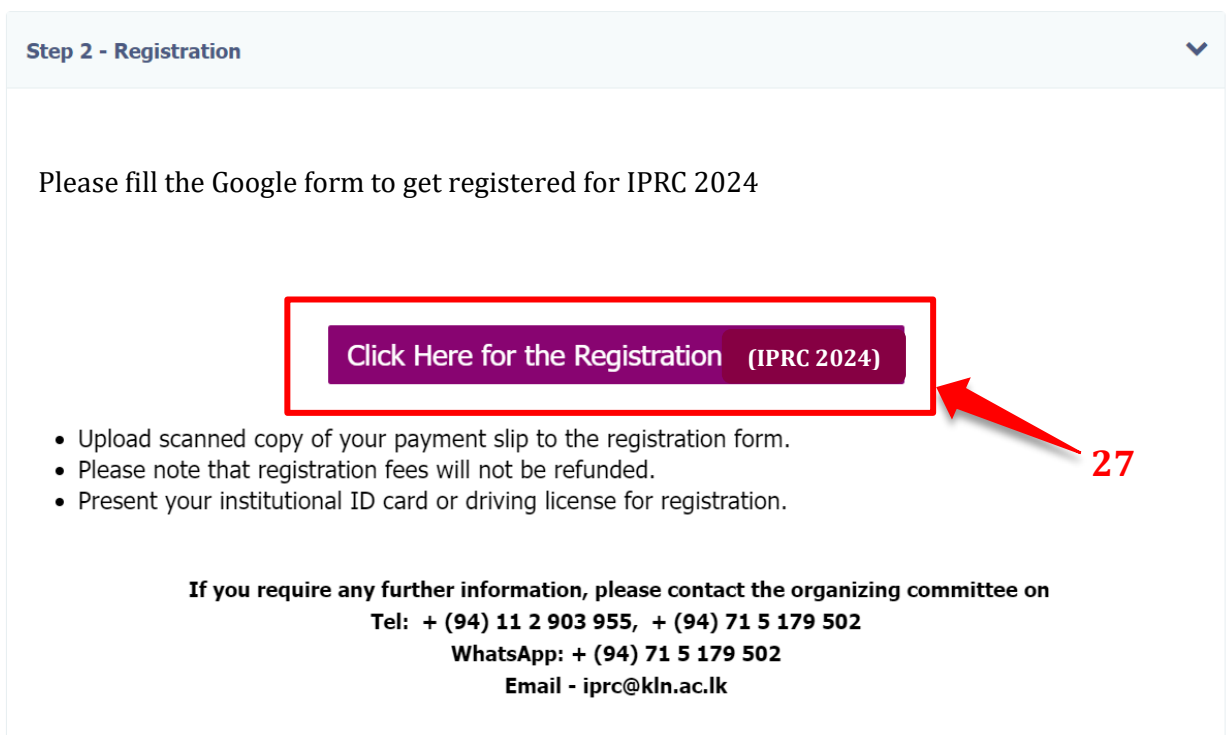 Step 2 - Registration
Please fill the Google form to get registered for IPRC 2024
Click Here for the Registration (IPRC 2024)
• Upload scanned copy of your payment slip to the registration form.
• Please note that registration fees will not be refunded.
• Present your institutional ID card or driving license for registration.
27
If you require any further information, please contact the organizing committee on
Tel: + (94) 11 2 903 955, + (94) 71 5 179 502
WhatsApp: + (94) 71 5 179 502
Email - iprc@kln.ac.lk